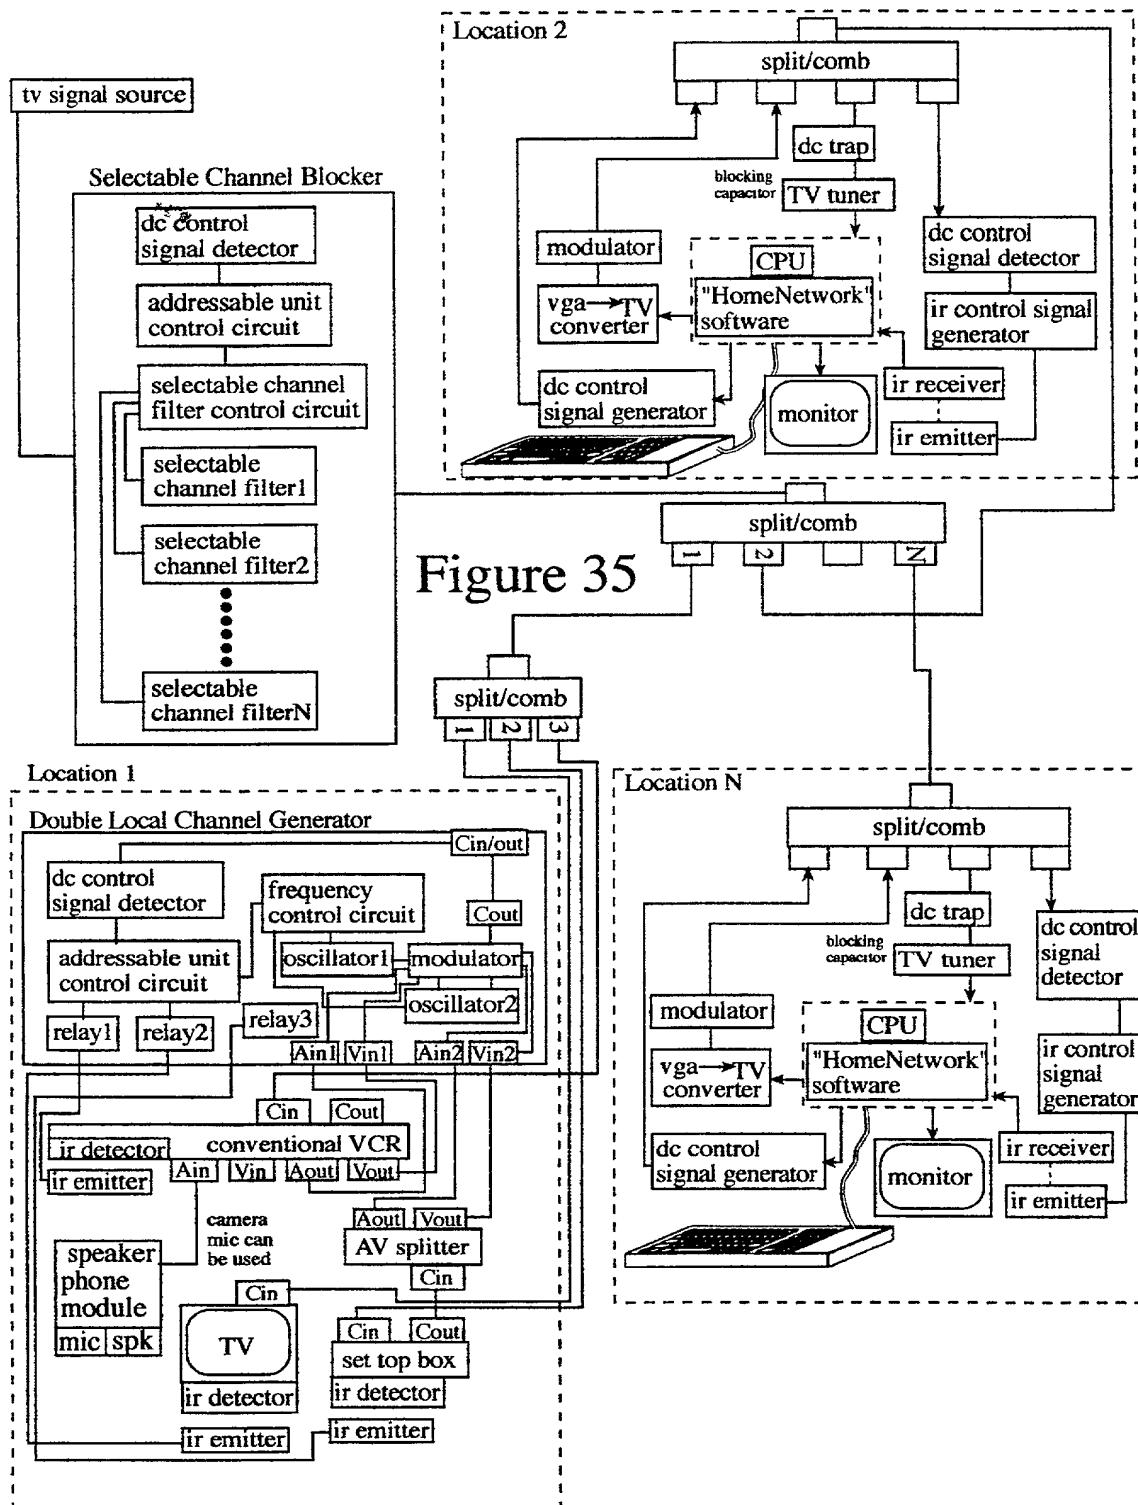 Location 2
split/comb
tv signal source
dc trap
blocking
capacitor
TV tuner
Selectable Channel Blocker
dc control
signal detector
modulator
CPU
dc control
signal detector
addressable unit
control circuit
vga→TV
converter
"HomeNetwork"
software
ir control signal
generator
selectable channel
filter control circuit
dc control
signal generator
monitor
ir receiver
ir emitter
selectable
channel filter1
split/comb
1
2
N
selectable
channel filter2
Figure 35
selectable
channel filterN
split/comb
1
2
3
Location 1
Double Local Channel Generator
Cin/out
dc control
signal detector
frequency
control circuit
Cout
addressable unit
control circuit
oscillator1
modulator
oscillator2
relay1
relay2
relay3
Ain1
Vin1
Ain2
Vin2
Cin
Cout
conventional VCR
ir detector
Ain
Vin
Aout
Vout
ir emitter
camera
mic can
be used
Aout
Vout
AV splitter
Cin
speaker
phone
module
mic
spk
Cin
TV
ir detector
Cin
Cout
set top box
ir detector
ir emitter
ir emitter
Location N
split/comb
dc trap
blocking
capacitor
TV tuner
dc control
signal
detector
modulator
CPU
vga→TV
converter
"HomeNetwork"
software
ir control
signal
generator
dc control
signal generator
monitor
ir receiver
ir emitter